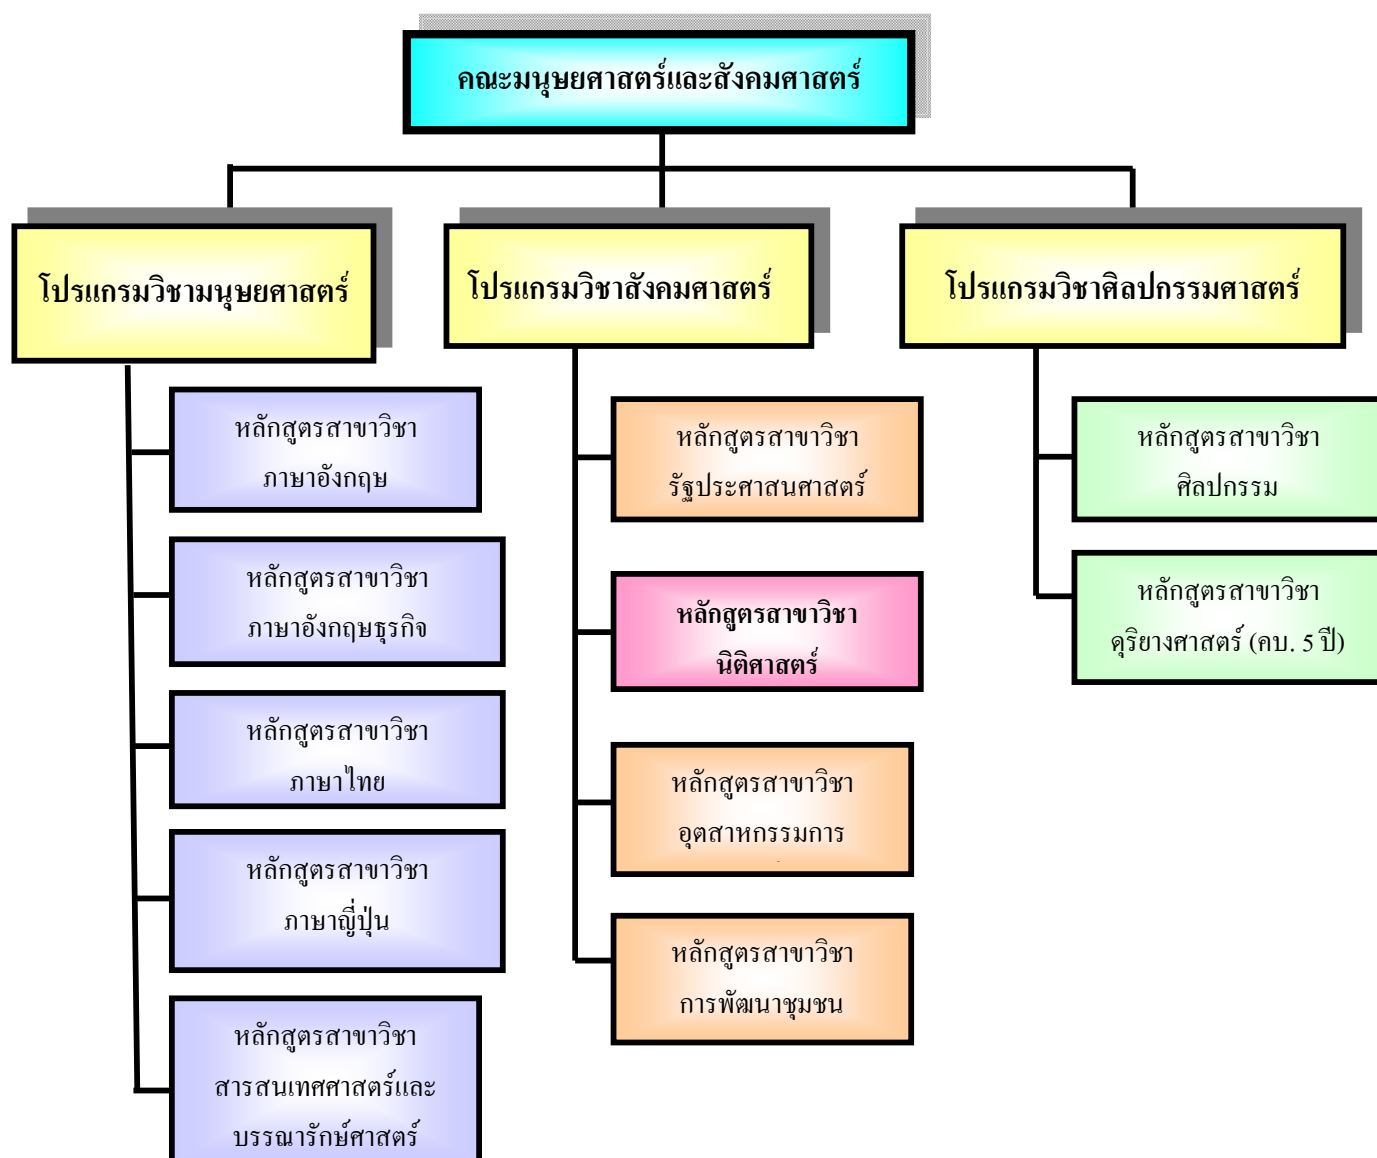 คณะมนุษยศาสตร์และสังคมศาสตร์
โปรแกรมวิชามนุษยศาสตร์
โปรแกรมวิชาสังคมศาสตร์
โปรแกรมวิชาศิลปกรรมศาสตร์
หลักสูตรสาขาวิชา
ภาษาอังกฤษ
หลักสูตรสาขาวิชา
ภาษาอังกฤษธุรกิจ
หลักสูตรสาขาวิชา
ภาษาไทย
หลักสูตรสาขาวิชา
ภาษาญี่ปุ่น
หลักสูตรสาขาวิชา
สารสนเทศศาสตร์และ
บรรณารักษ์ศาสตร์
หลักสูตรสาขาวิชา
รัฐประศาสนศาสตร์
หลักสูตรสาขาวิชา
นิติศาสตร์
หลักสูตรสาขาวิชา
อุตสาหกรรมการ
หลักสูตรสาขาวิชา
การพัฒนาชุมชน
หลักสูตรสาขาวิชา
ศิลปกรรม
หลักสูตรสาขาวิชา
ดุริยางศาสตร์ (คบ. 5 ปี)